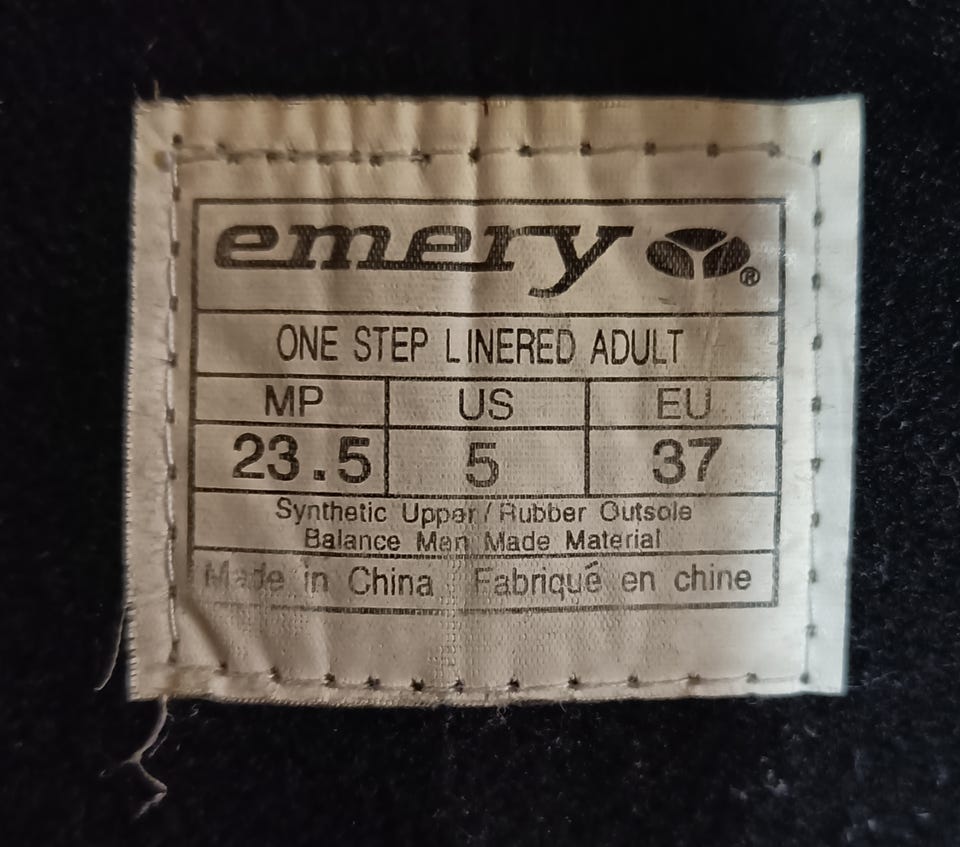 emery ®
ONE STEP LINERED ADULT
MP US EU
23.5 5 37
Synthetic Upper / Rubber Outsole
Balance Man Made Material
Made in China Fabriqué en chine